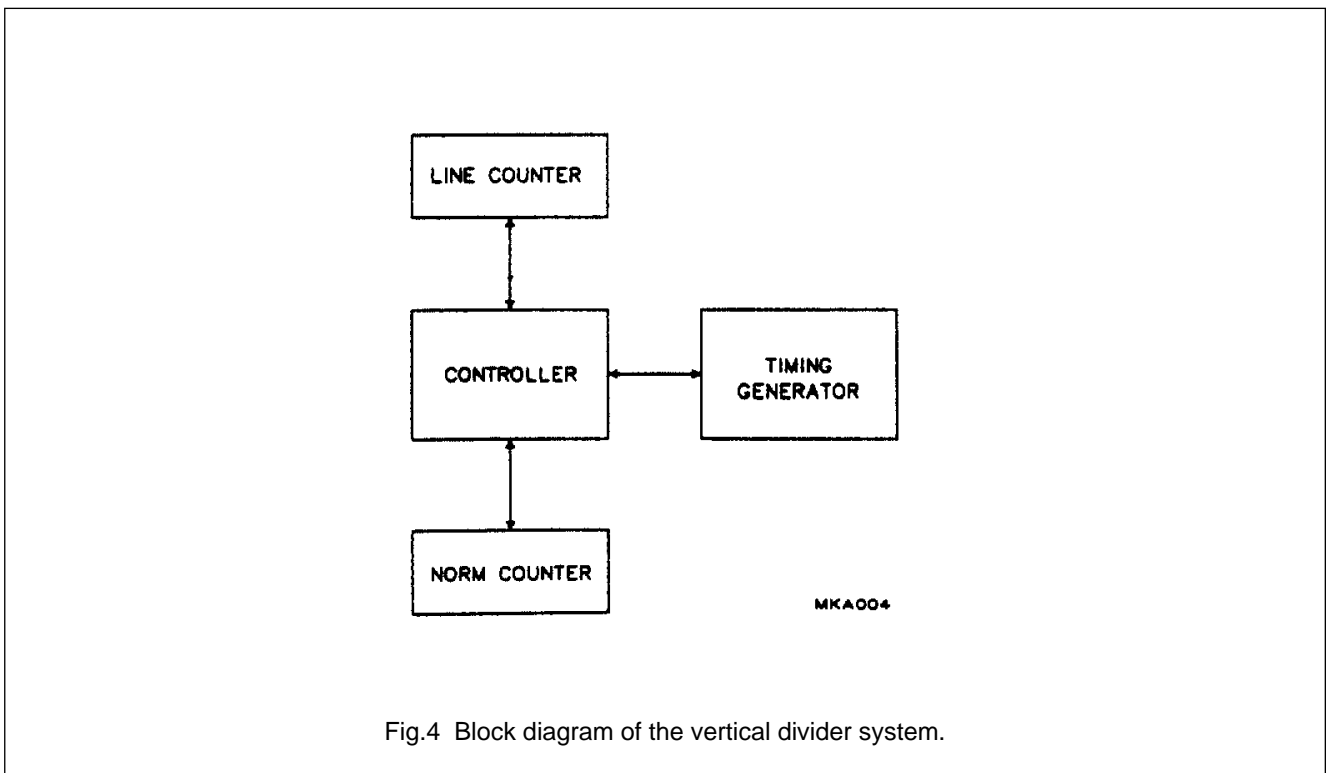 LINE COUNTER
CONTROLLER
TIMING
GENERATOR
NORM COUNTER
MKA004
Fig.4 Block diagram of the vertical divider system.